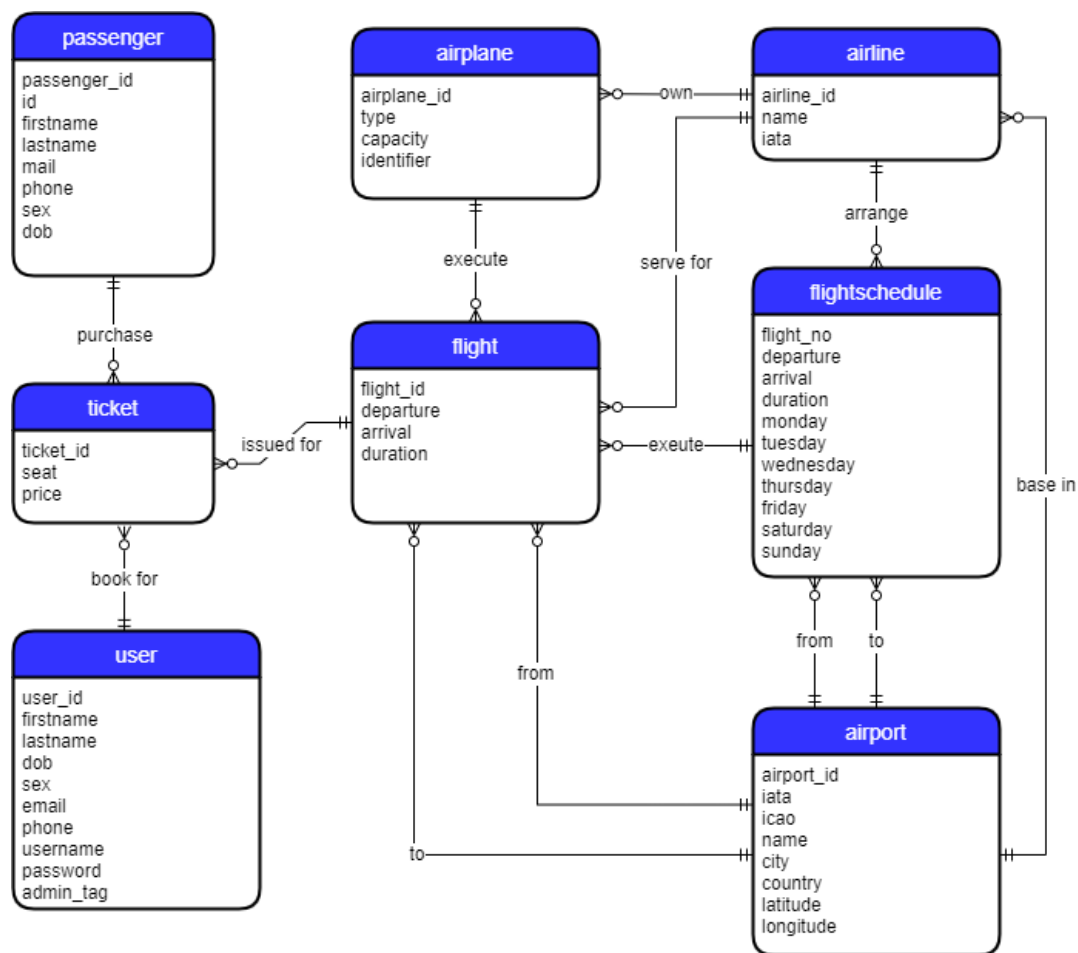 passenger
passenger_id
id
firstname
lastname
mail
phone
sex
dob
airplane
airplane_id
type
capacity
identifier
own
airline
airline_id
name
iata
purchase
execute
serve for
arrange
ticket
ticket_id
seat
price
issued for
flight
flight_id
departure
arrival
duration
exeute
flightschedule
flight_no
departure
arrival
duration
monday
tuesday
wednesday
thursday
friday
saturday
sunday
base in
book for
from
to
from
to
user
user_id
firstname
lastname
dob
sex
email
phone
username
password
admin_tag
airport
airport_id
iata
icao
name
city
country
latitude
longitude